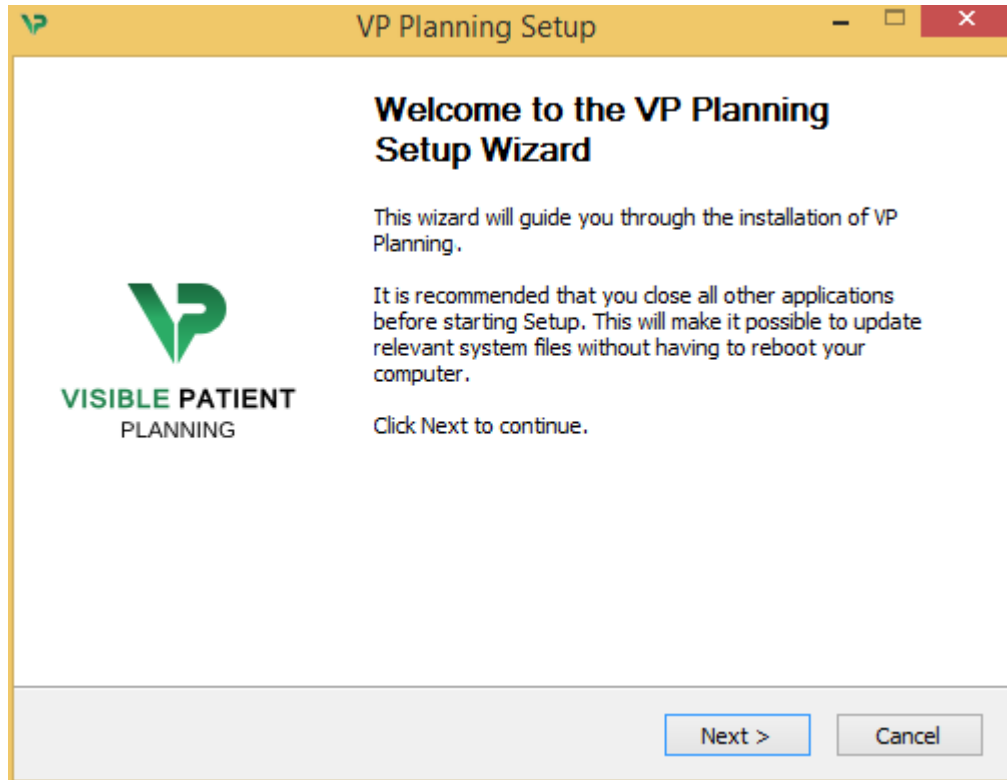 VP Planning Setup
Welcome to the VP Planning
Setup Wizard
This wizard will guide you through the installation of VP
Planning.
It is recommended that you close all other applications
before starting Setup. This will make it possible to update
relevant system files without having to reboot your
computer.
Click Next to continue.
VP
VISIBLE PATIENT
PLANNING
Next >
Cancel